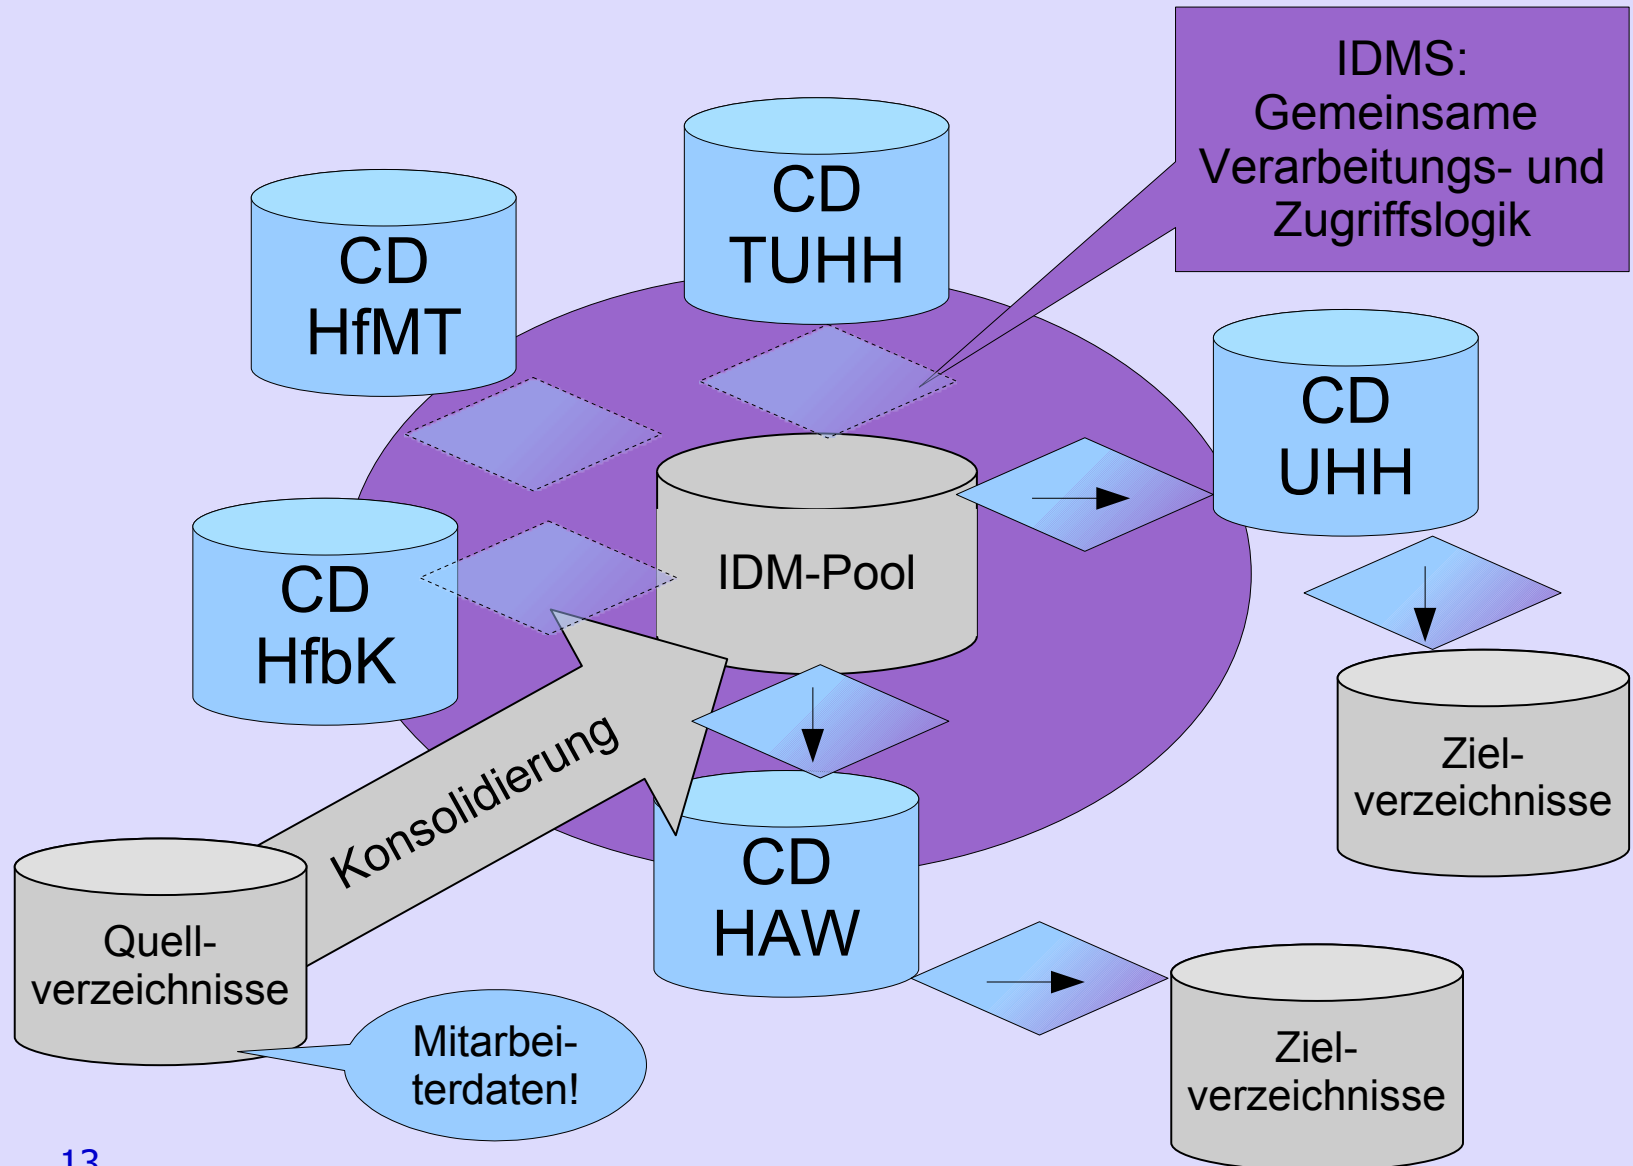 IDMS:
Gemeinsame
Verarbeitungs- und
Zugriffslogik
CD
TUHH
CD
HfMT
CD
UHH
CD
HfbK
IDM-Pool
Konsolidierung
Ziel-
verzeichnisse
CD
HAW
Quell-
verzeichnisse
Mitarbei-
terdaten!
Ziel-
verzeichnisse
13